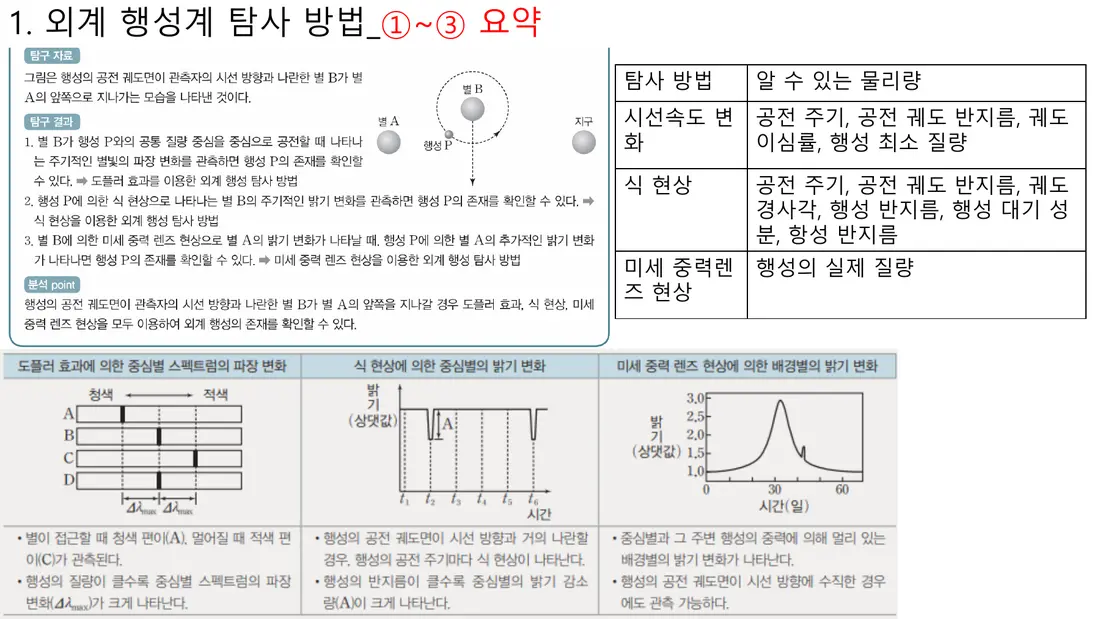 1. 외계 행성계 탐사 방법_①~③ 요약
탐구 자료
그림은 행성의 공전 궤도면이 관측자의 시선 방향과 나란한 별 B가 별
A의 앞쪽으로 지나가는 모습을 나타낸 것이다.
탐구 결과
1. 별 B가 행성 P와의 공통 질량 중심을 중심으로 공전할 때 나타나
는 주기적인 별빛의 파장 변화를 관측하면 행성 P의 존재를 확인할
수 있다. ➡ 도플러 효과를 이용한 외계 행성 탐사 방법
2. 행성 P에 의한 식 현상으로 나타나는 별 B의 주기적인 밝기 변화를 관측하면 행성 P의 존재를 확인할 수 있다. ➡
식 현상을 이용한 외계 행성 탐사 방법
3. 별 B에 의한 미세 중력 렌즈 현상으로 별 A의 밝기 변화가 나타날 때, 행성 P에 의한 별 A의 추가적인 밝기 변화
가 나타나면 행성 P의 존재를 확인할 수 있다. ➡ 미세 중력 렌즈 현상을 이용한 외계 행성 탐사 방법
분석 point
행성의 공전 궤도면이 관측자의 시선 방향과 나란한 별 B가 별 A의 앞을 지나갈 경우 도플러 효과, 식 현상, 미세
중력 렌즈 현상을 모두 이용하여 외계 행성의 존재를 확인할 수 있다.
별 B
별 A
지구
행성 P
탐사 방법
알 수 있는 물리량
시선속도 변
화
공전 주기, 공전 궤도 반지름, 궤도
이심률, 행성 최소 질량
식 현상
공전 주기, 공전 궤도 반지름, 궤도
경사각, 행성 반지름, 행성 대기 성
분, 항성 반지름
미세 중력렌
즈 현상
행성의 실제 질량
도플러 효과에 의한 중심별 스펙트럼의 파장 변화
청색
적색
A
B
C
D
Δλmax
Δλmax
• 별이 접근할 때 청색 편이(A), 멀어질 때 적색 편
이(C)가 관측된다.
• 행성의 질량이 클수록 중심별 스펙트럼의 파장
변화(Δλmax)가 크게 나타난다.
식 현상에 의한 중심별의 밝기 변화
밝
기
(상댓값)
A
t1 t2 t3 t4 t5 t6
시간
• 행성의 공전 궤도면이 시선 방향과 거의 나란할
경우, 행성의 공전 주기마다 식 현상이 나타난다.
• 행성의 반지름이 클수록 중심별의 밝기 감소
량(A)이 크게 나타난다.
미세 중력 렌즈 현상에 의한 배경별의 밝기 변화
밝
기
(상댓값)
3.0
2.5
2.0
1.5
1.0
0 30 60
시간(일)
• 중심별과 그 주변 행성의 중력에 의해 멀리 있는
배경별의 밝기 변화가 나타난다.
• 행성의 공전 궤도면이 시선 방향에 수직한 경우
에도 관측 가능하다.